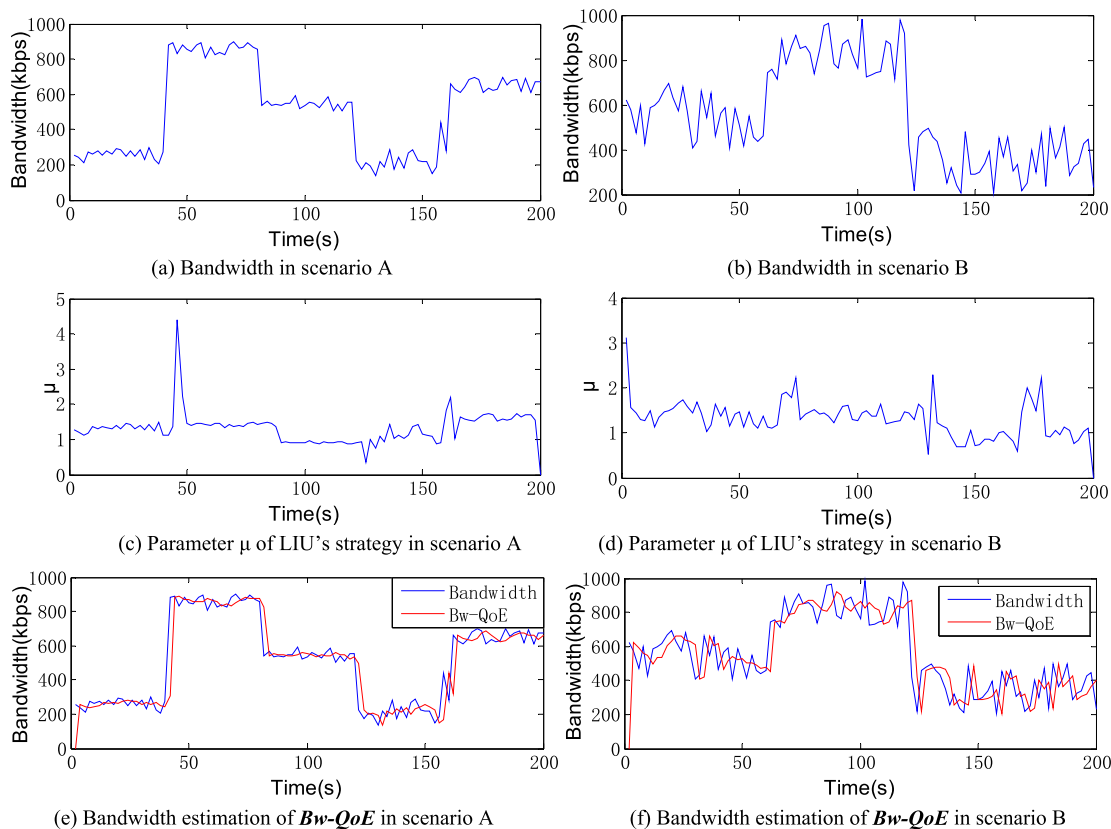 1000
800
600
400
200
0
Bandwidth(kbps)
0 50 100 150 200
Time(s)
(a) Bandwidth in scenario A
1000
800
600
400
200
Bandwidth(kbps)
0 50 100 150 200
Time(s)
(b) Bandwidth in scenario B
5
4
3
2
1
0
μ
0 50 100 150 200
Time(s)
(c) Parameter μ of LIU's strategy in scenario A
4
3
2
1
0
μ
0 50 100 150 200
Time(s)
(d) Parameter μ of LIU's strategy in scenario B
1000
800
600
400
200
0
Bandwidth(kbps)
Bandwidth
Bw-QoE
0 50 100 150 200
Time(s)
(e) Bandwidth estimation of Bw-QoE in scenario A
1000
800
600
400
200
0
Bandwidth(kbps)
Bandwidth
Bw-QoE
0 50 100 150 200
Time(s)
(f) Bandwidth estimation of Bw-QoE in scenario B